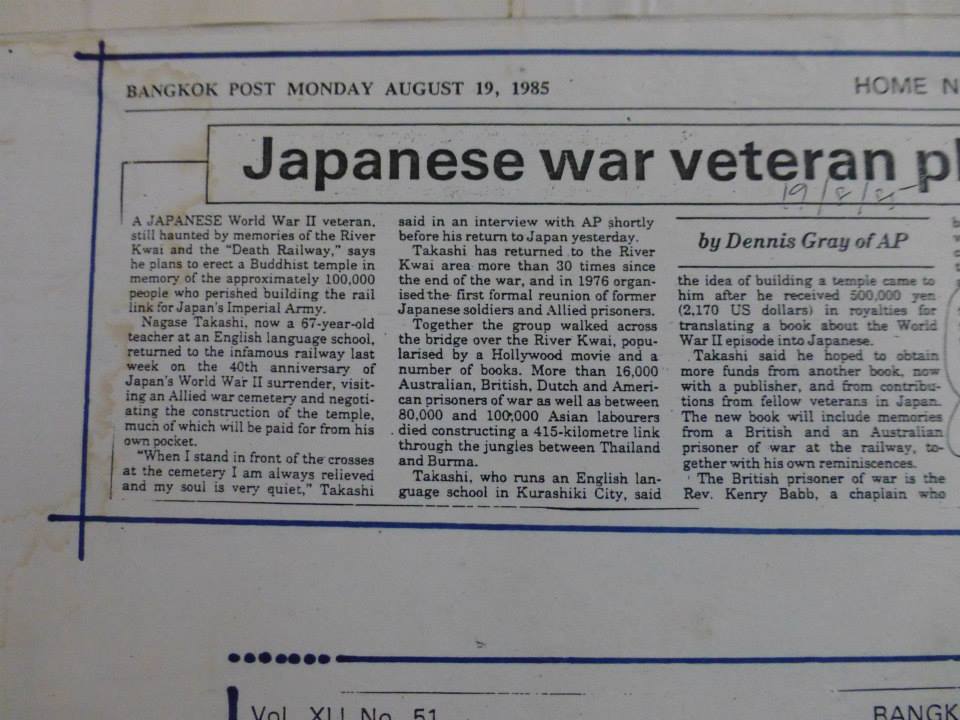 BANGKOK POST MONDAY AUGUST 19, 1985
HOME N
Japanese war veteran pl
19/8/85
A JAPANESE World War II veteran,
still haunted by memories of the River
Kwai and the "Death Railway," says
he plans to erect a Buddhist temple in
memory of the approximately 100,000
people who perished building the rail
link for Japan's Imperial Army.
Nagase Takashi, now a 67-year-old
teacher at an English language school,
returned to the infamous railway last
week on the 40th anniversary of
Japan's World War II surrender, visit-
ing an Allied war cemetery and negoti-
ating the construction of the temple,
much of which will be paid for from his
own pocket.
"When I stand in front of the crosses
at the cemetery I am always relieved
and my soul is very quiet," Takashi
said in an interview with AP shortly
before his return to Japan yesterday.
Takashi has returned to the River
Kwai area more than 30 times since
the end of the war, and in 1976 organ-
ised the first formal reunion of former
Japanese soldiers and Allied prisoners.
Together the group walked across
the bridge over the River Kwai, popu-
larised by a Hollywood movie and a
number of books. More than 16,000
Australian, British, Dutch and Ameri-
can prisoners of war as well as between
80,000 and 100,000 Asian labourers
died constructing a 415-kilometre link
through the jungles between Thailand
and Burma.
Takashi, who runs an English lan-
guage school in Kurashiki City, said
by Dennis Gray of AP
the idea of building a temple came to
him after he received 500,000 yen
(2,170 US dollars) in royalties for
translating a book about the World
War II episode into Japanese.
Takashi said he hoped to obtain
more funds from another book, now
with a publisher, and from contribu-
tions from fellow veterans in Japan.
The new book will include memories
from a British and an Australian
prisoner of war at the railway, to-
gether with his own reminiscences.
The British prisoner of war is the
Rev. Kenry Babb, a chaplain who
Vol. XLI No. 51
BANGK